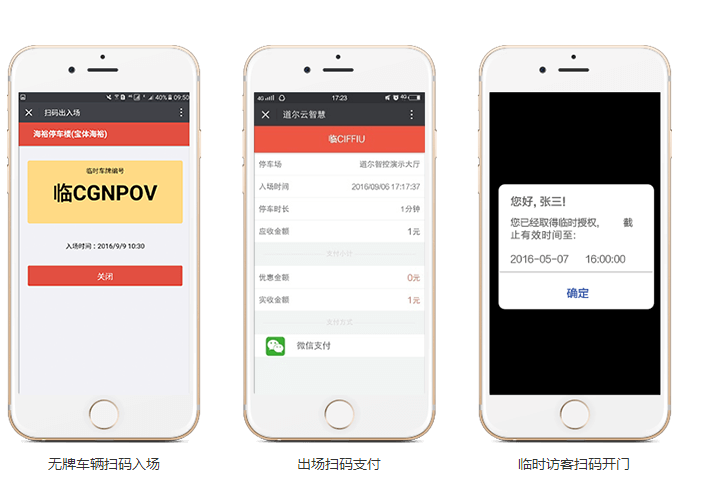 40% 09:50
扫码出入场
海裕停车楼(宝体海裕)
临时车牌编号
临CGNPOV
入场时间：2016/9/9 10:30
关闭
无牌车辆扫码入场
4G 17:23 4G
道尔云智慧
临CIFFIU
停车场 道尔智控演示大厅
入场时间 2016/09/06 17:17:37
停车时长 1分钟
应收金额 1元
支付小计
优惠金额 0元
实收金额 1元
支付方式
微信支付
出场扫码支付
您好, 张三!
您已经取得临时授权， 截
止有效时间至：
2016-05-07 16:00:00
确定
临时访客扫码开门